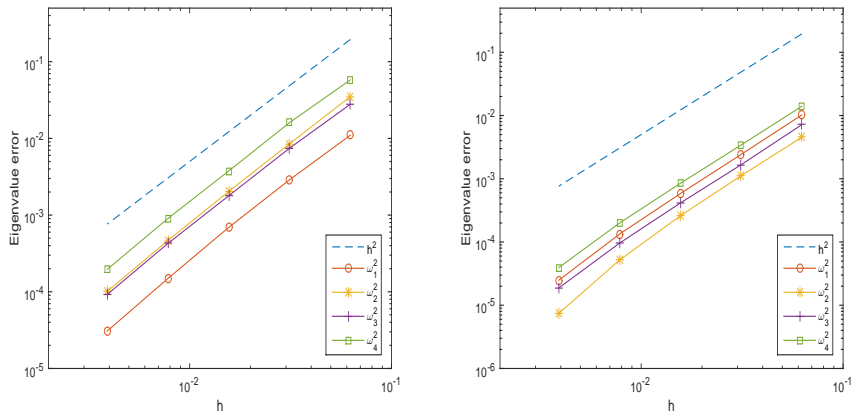 10^-1
10^-2
10^-3
10^-4
10^-5
Eigenvalue error
10^-2
10^-1
h
h^2
ω_1^2
ω_2^2
ω_3^2
ω_4^2
10^-1
10^-2
10^-3
10^-4
10^-5
10^-6
Eigenvalue error
10^-2
10^-1
h
h^2
ω_1^2
ω_2^2
ω_3^2
ω_4^2